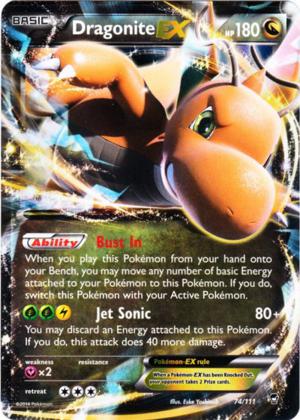 BASIC
Dragonite EX HP180
Ability Bust In
When you play this Pokémon from your hand onto
your Bench, you may move any number of basic Energy
attached to your Pokémon to this Pokémon. If you do,
switch this Pokémon with your Active Pokémon.
Jet Sonic 80+
You may discard an Energy attached to this Pokémon.
If you do, this attack does 40 more damage.
weakness resistance
×2
retreat
Pokémon-EX rule
When a Pokémon-EX has been Knocked Out,
your opponent takes 2 Prize cards.
Illus. Eske Yoshinob
74/111
©2014 Pokémon